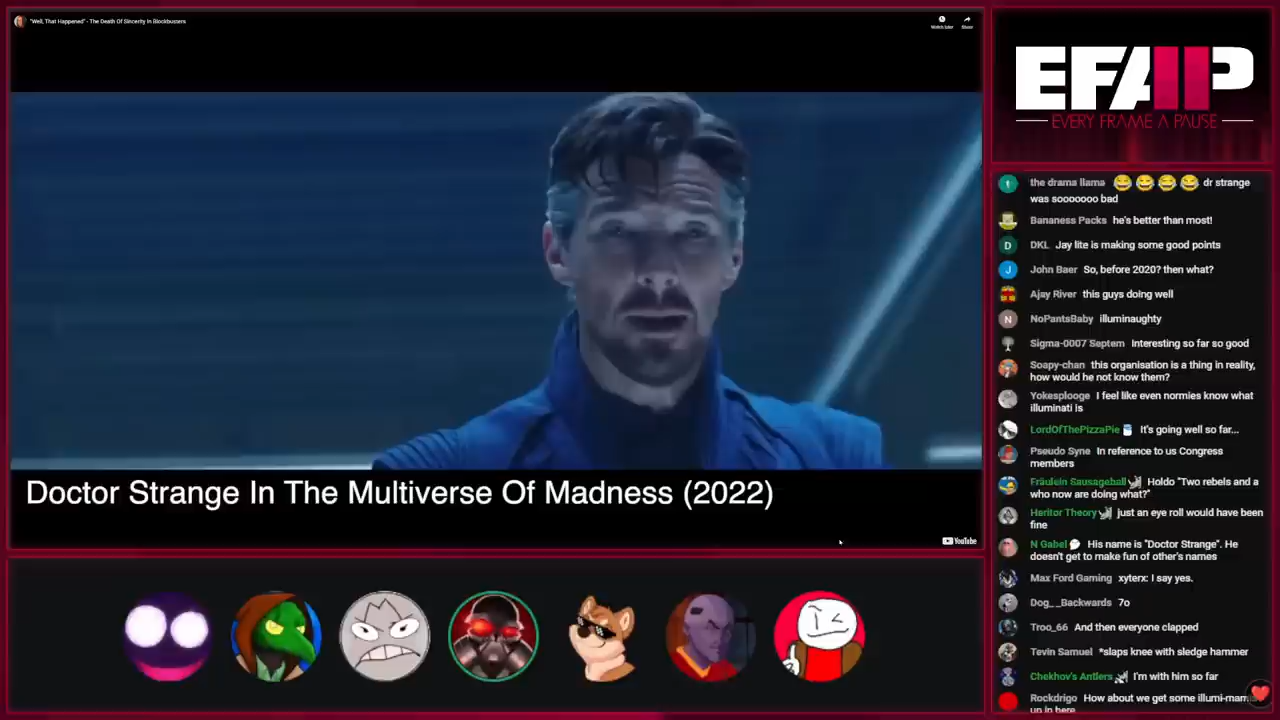 "Well, That Happened" - The Death Of Sincerity In Blockbusters
Watch later
Share
Doctor Strange In The Multiverse Of Madness (2022)
YouTube
EFAP
EVERY FRAME A PAUSE
the drama llama 😂😂😂😂 dr strange
was sooooooo bad
Bananess Packs he's better than most!
DKL Jay lite is making some good points
John Baer So, before 2020? then what?
Ajay River this guys doing well
NoPantsBaby illuminaughty
Sigma-0007 Septem Interesting so far so good
Soapy-chan this organisation is a thing in reality,
how would he not know them?
Yokesplooge I feel like even normies know what
illuminati is
LordOfThePizzaPie It's going well so far...
Pseudo Syne In reference to us Congress
members
Fräulein Sausageball Holdo "Two rebels and a
who now are doing what?"
Heritor Theory just an eye roll would have been
fine
N Gabel His name is "Doctor Strange". He
doesn't get to make fun of other's names
Max Ford Gaming xyterx: I say yes.
Dog__Backwards 7o
Troo_66 And then everyone clapped
Tevin Samuel *slaps knee with sledge hammer
Chekhov's Antlers I'm with him so far
Rockdrigo How about we get some illumi-mami
up in here